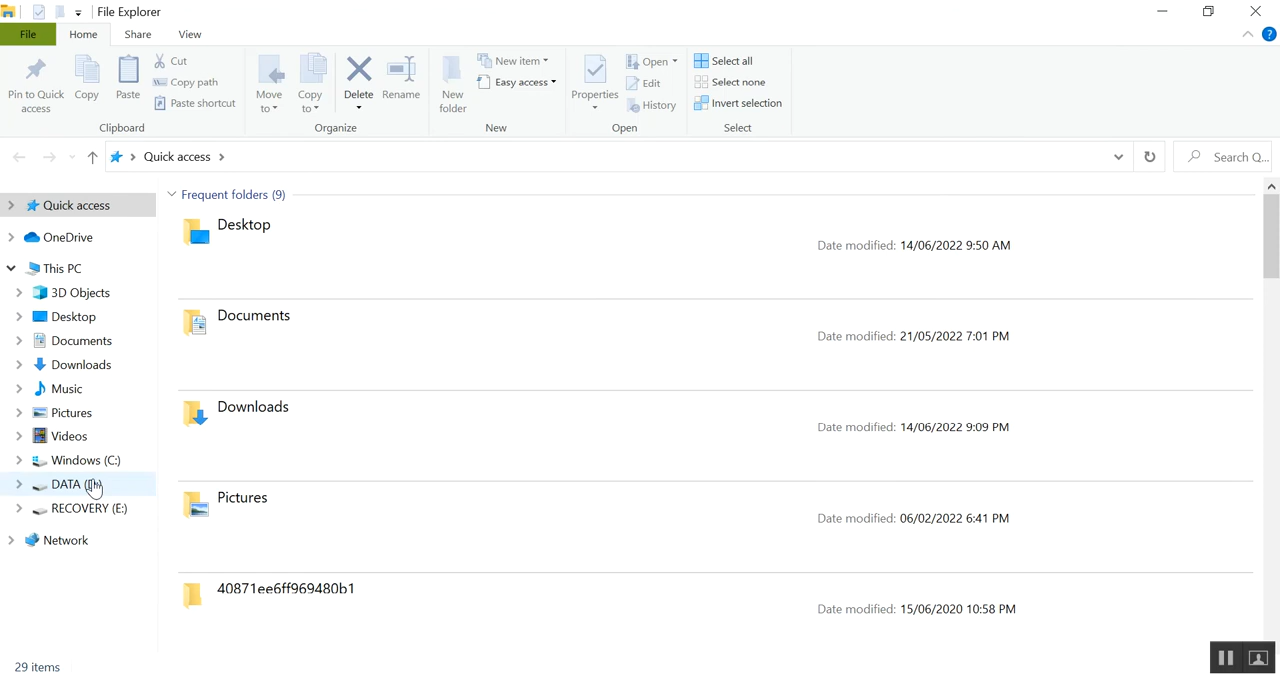 File Explorer
File Home Share View
Pin to Quick access
Copy
Paste
Cut
Copy path
Paste shortcut
Clipboard
Move to
Copy to
Delete
Rename
Organize
New folder
New item
Easy access
New
Properties
Open
Edit
History
Open
Select all
Select none
Invert selection
Select
Quick access
Search Q...
Quick access
OneDrive
This PC
3D Objects
Desktop
Documents
Downloads
Music
Pictures
Videos
Windows (C:)
DATA
RECOVERY (E:)
Network
Frequent folders (9)
Desktop
Date modified: 14/06/2022 9:50 AM
Documents
Date modified: 21/05/2022 7:01 PM
Downloads
Date modified: 14/06/2022 9:09 PM
Pictures
Date modified: 06/02/2022 6:41 PM
40871ee6ff969480b1
Date modified: 15/06/2020 10:58 PM
29 items